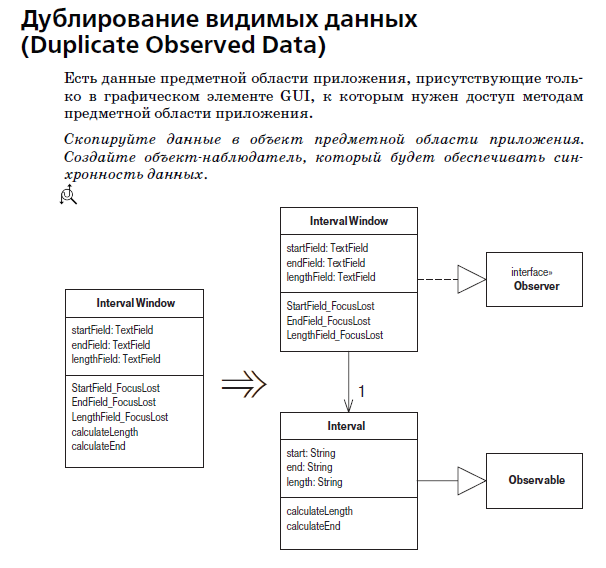 Дублирование видимых данных
(Duplicate Observed Data)
Есть данные предметной области приложения, присутствующие толь-
ко в графическом элементе GUI, к которым нужен доступ методам
предметной области приложения.
Скопируйте данные в объект предметной области приложения.
Создайте объект-наблюдатель, который будет обеспечивать син-
хронность данных.
Interval Window
startField: TextField
endField: TextField
lengthField: TextField
StartField_FocusLost
EndField_FocusLost
LengthField_FocusLost
calculateLength
calculateEnd
Interval Window
startField: TextField
endField: TextField
lengthField: TextField
StartField_FocusLost
EndField_FocusLost
LengthField_FocusLost
interface»
Observer
1
Interval
start: String
end: String
length: String
calculateLength
calculateEnd
Observable